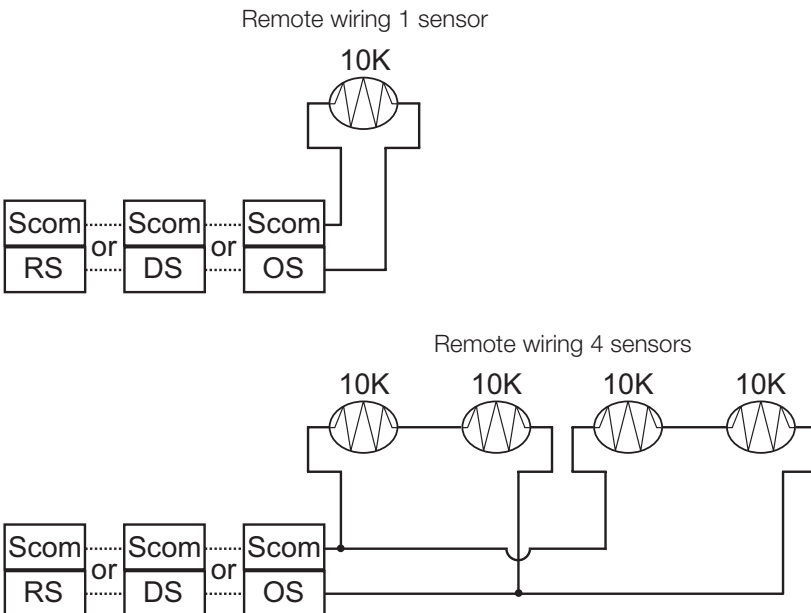 Remote wiring 1 sensor
10K
Scom Scom Scom
or or
RS DS OS
Remote wiring 4 sensors
10K 10K 10K 10K
Scom Scom Scom
or or
RS DS OS